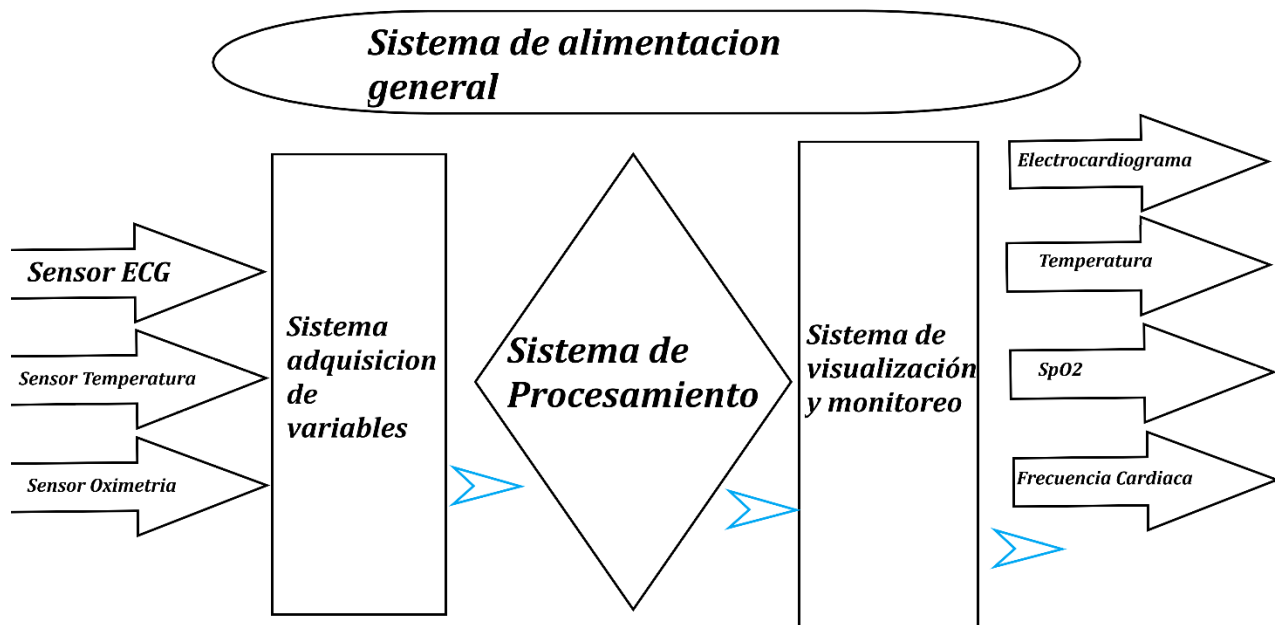 Sistema de alimentacion
general
Sensor ECG
Sensor Temperatura
Sensor Oximetria
Sistema
adquisicion
de
variables
Sistema de
Procesamiento
Sistema de
visualización
y monitoreo
Electrocardiograma
Temperatura
SpO2
Frecuencia Cardiaca